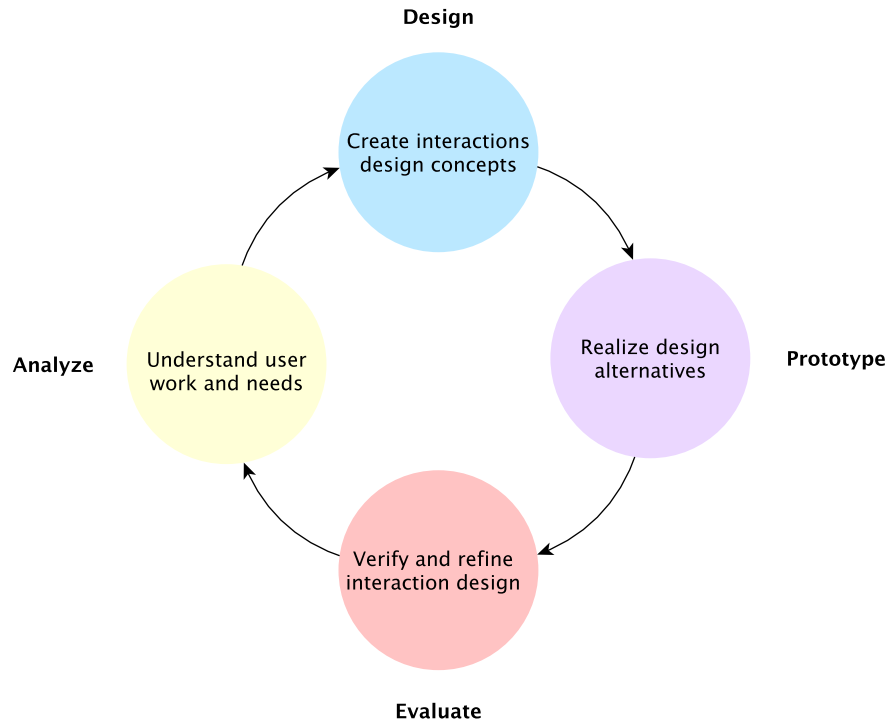 Design
Create interactions
design concepts
Analyze
Understand user
work and needs
Realize design
alternatives
Prototype
Verify and refine
interaction design
Evaluate